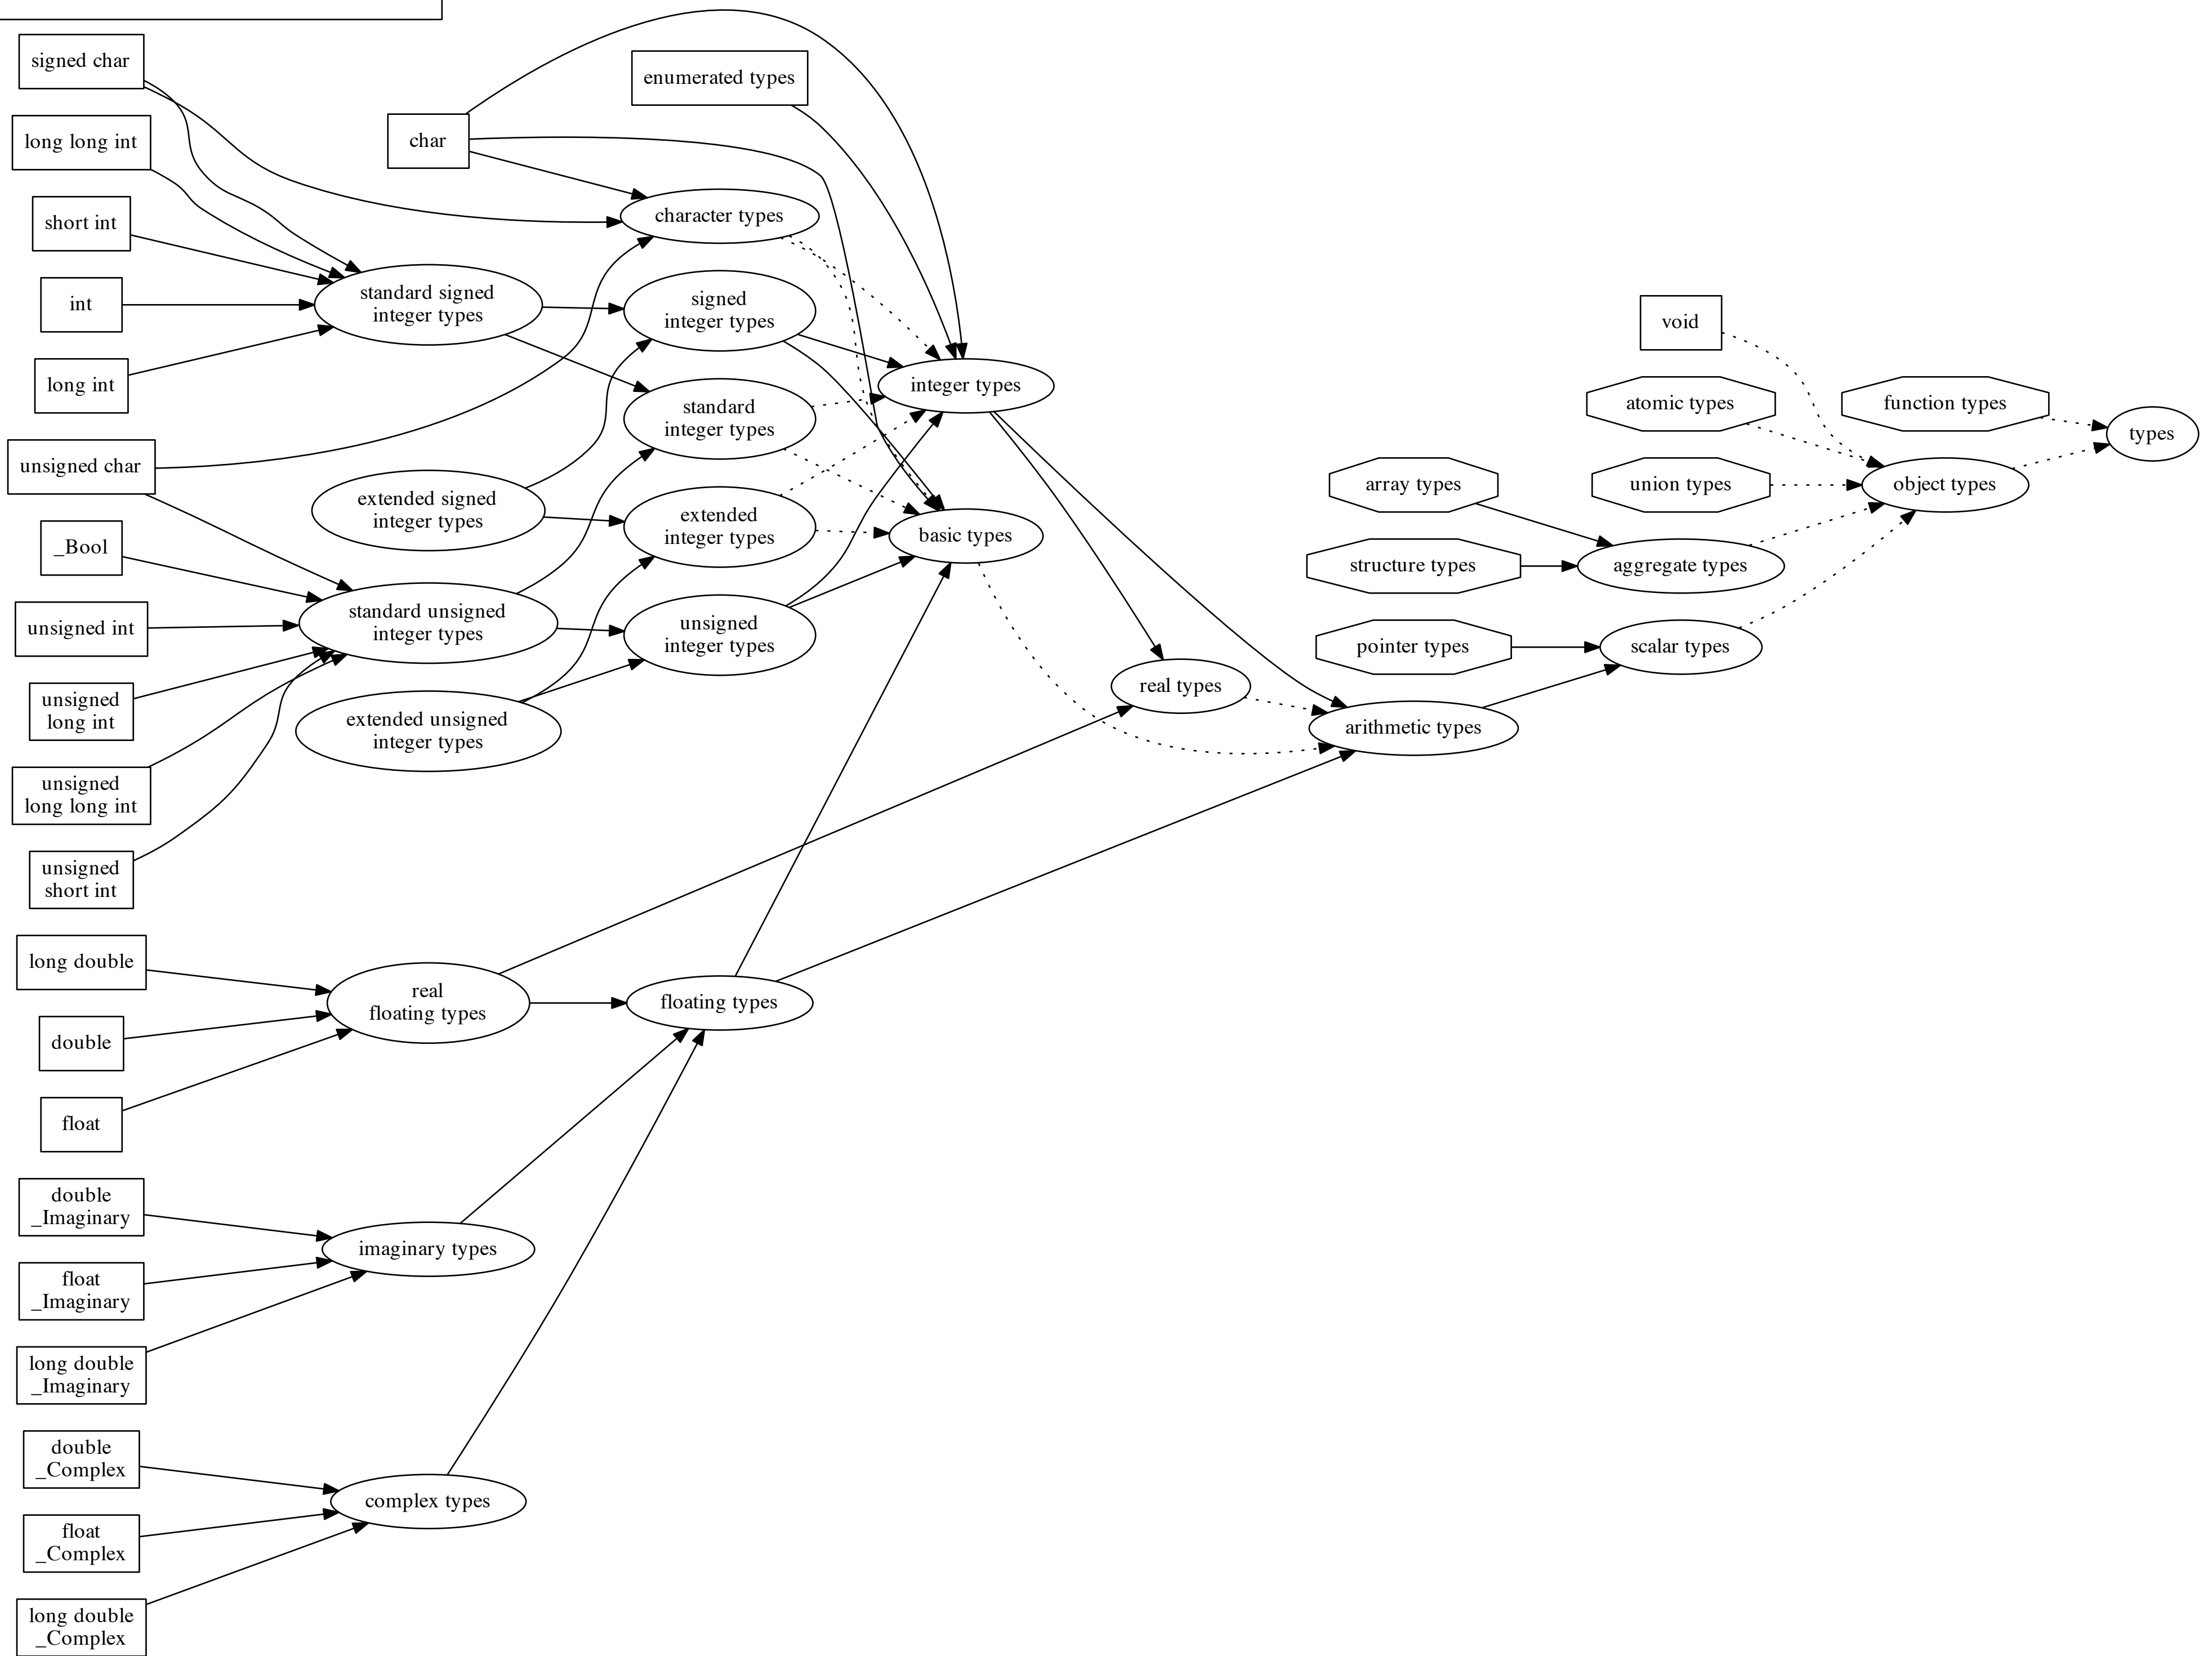 signed char
long long int
short int
int
long int
unsigned char
_Bool
unsigned int
unsigned
long int
unsigned
long long int
unsigned
short int
long double
double
float
double
_Imaginary
float
_Imaginary
long double
_Imaginary
double
_Complex
float
_Complex
long double
_Complex
char
standard signed
integer types
extended signed
integer types
standard unsigned
integer types
extended unsigned
integer types
real
floating types
imaginary types
complex types
enumerated types
character types
signed
integer types
standard
integer types
extended
integer types
unsigned
integer types
floating types
integer types
basic types
real types
array types
structure types
pointer types
arithmetic types
void
atomic types
union types
aggregate types
scalar types
function types
object types
types